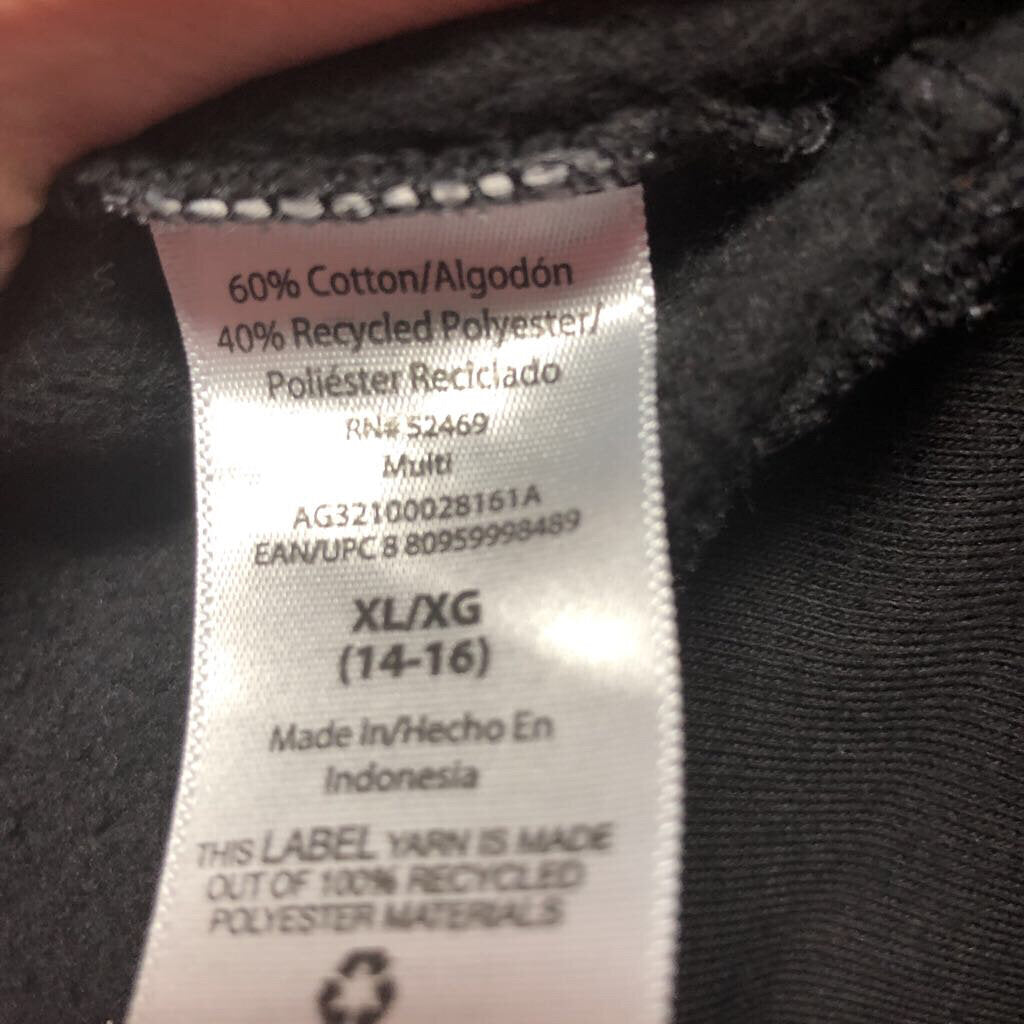 60% Cotton/Algodón
40% Recycled Polyester/
Poliéster Reciclado
RN# 52469
Multi
AG32100028161A
EAN/UPC 8 80959998489
XL/XG
(14-16)
Made In/Hecho En
Indonesia
THIS LABEL YARN IS MADE
OUT OF 100% RECYCLED
POLYESTER MATERIALS